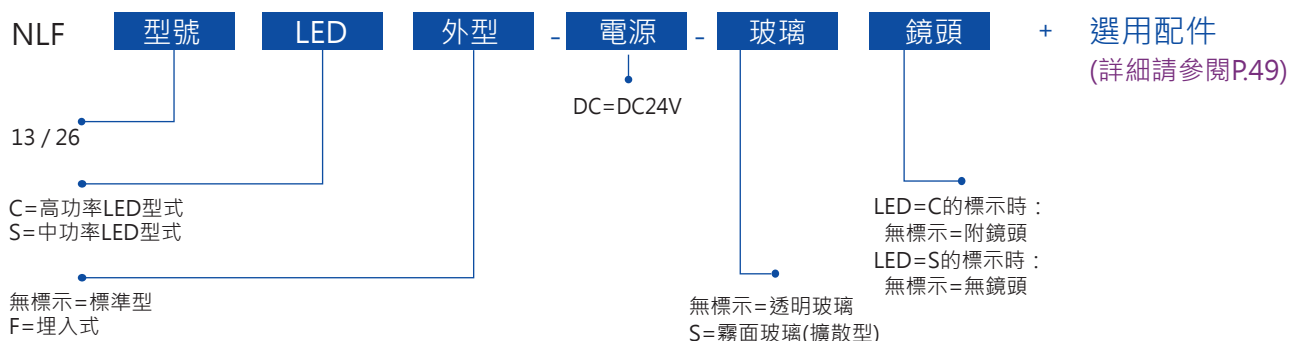 NLF 型號 LED 外型 - 電源 - 玻璃 鏡頭 + 選用配件
(詳細請參閱P.49)
DC=DC24V
13 / 26
C=高功率LED型式
S=中功率LED型式
無標示=標準型
F=埋入式
無標示=透明玻璃
S=霧面玻璃(擴散型)
LED=C的標示時：
無標示=附鏡頭
LED=S的標示時：
無標示=無鏡頭